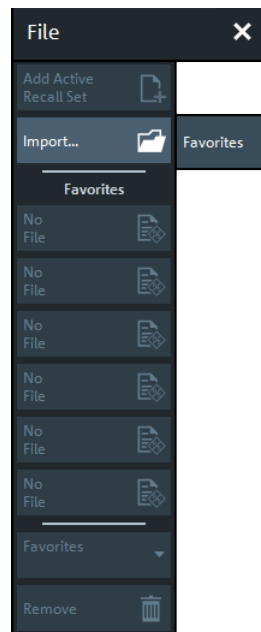 File
Add Active
Recall Set
Import...
Favorites
Favorites
No
File
No
File
No
File
No
File
No
File
No
File
Favorites
Remove